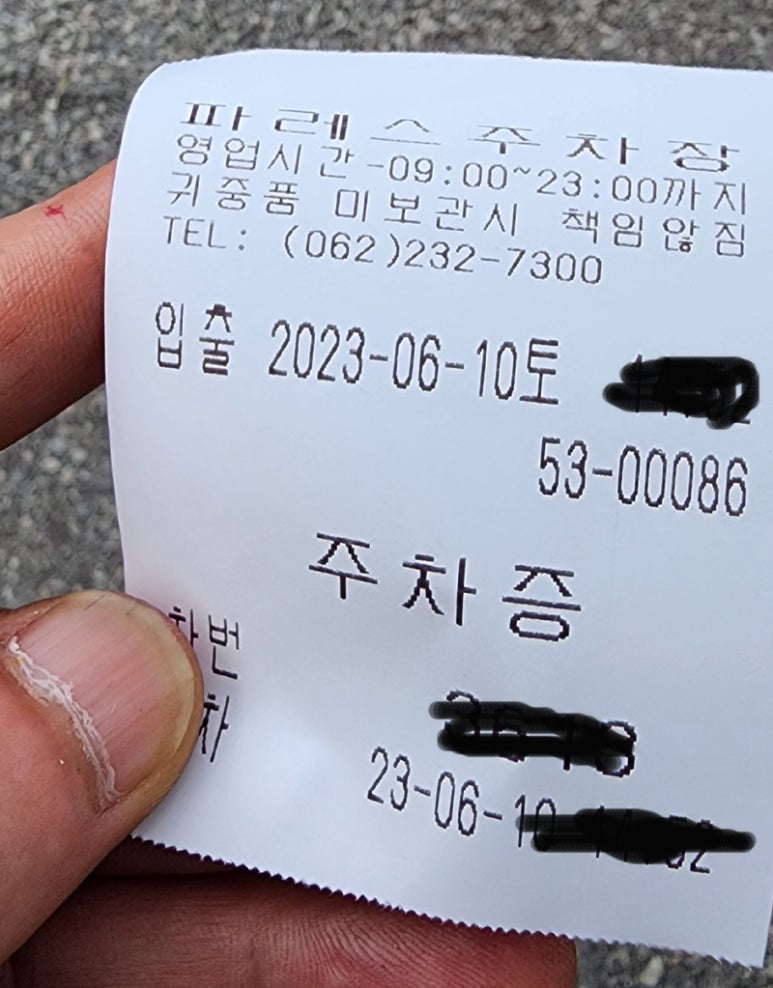 파레스주차장
영업시간-09:00~23:00까지
귀중품 미보관시 책임않짐
TEL: (062)232-7300
입출 2023-06-10토
53-00086
주차증
차번
차
23-06-10